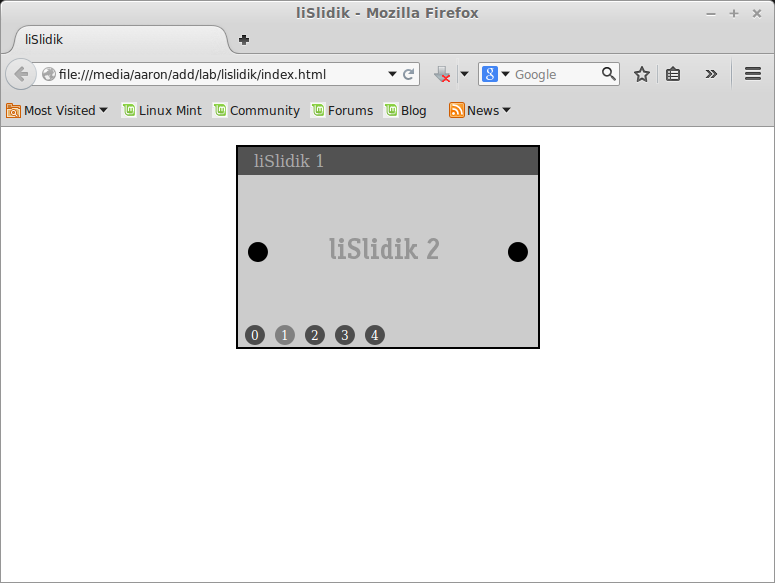 liSlidik - Mozilla Firefox
liSlidik
file:///media/aaron/add/lab/lislidik/index.html
Google
Most Visited Linux Mint Community Forums Blog News
liSlidik 1
liSlidik 2
0 1 2 3 4